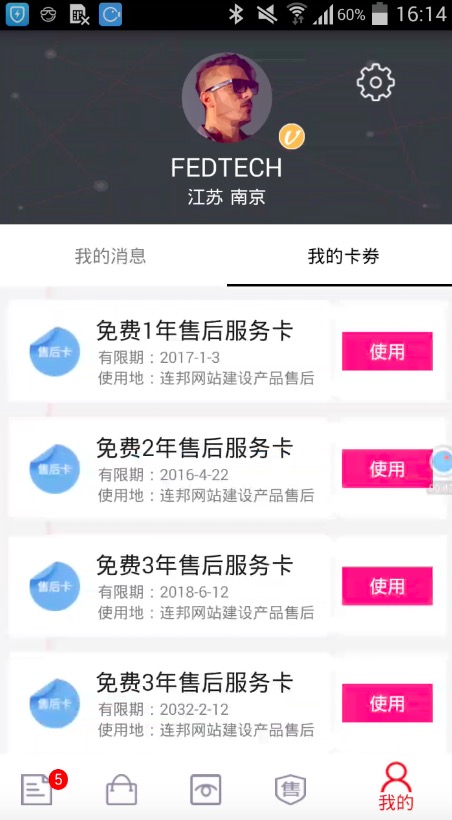 60% 16:14
FEDTECH
江苏 南京
我的消息
我的卡券
售后卡
免费1年售后服务卡
有限期：2017-1-3
使用地：连邦网站建设产品售后
使用
售后卡
免费2年售后服务卡
有限期：2016-4-22
使用地：连邦网站建设产品售后
使用
售后卡
免费3年售后服务卡
有限期：2018-6-12
使用地：连邦网站建设产品售后
使用
售后卡
免费3年售后服务卡
有限期：2032-2-12
使用地：连邦网站建设产品售后
使用
5
售
我的